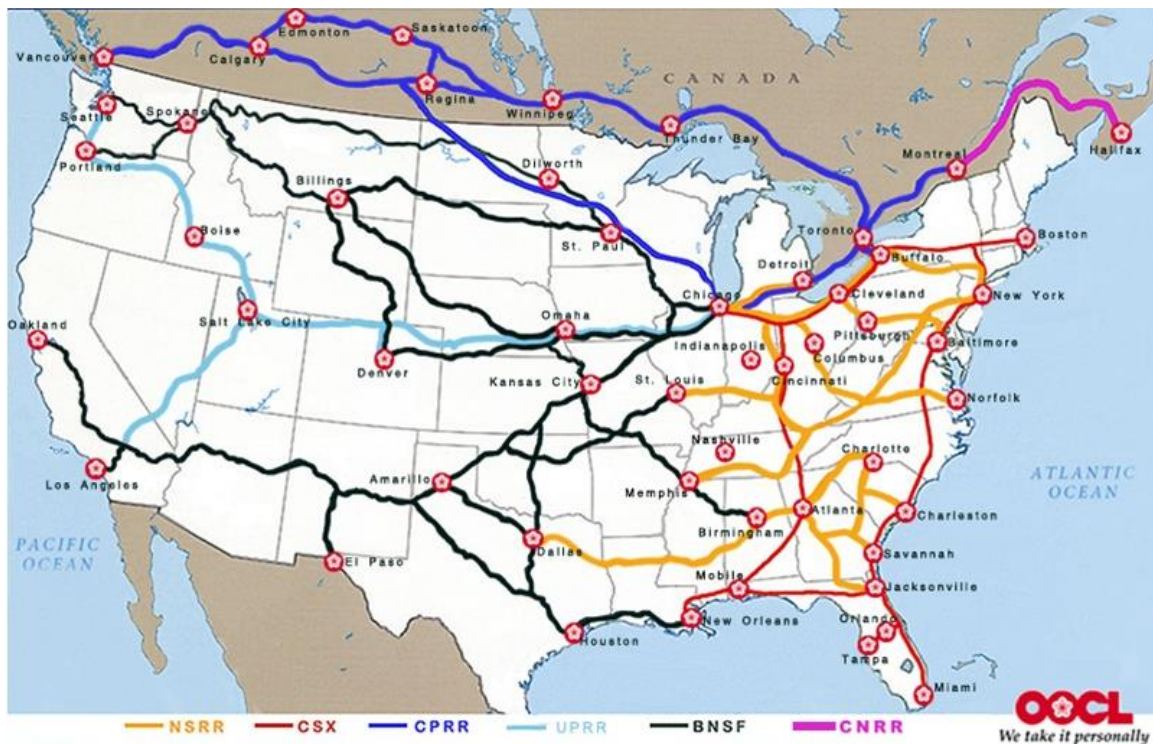 Edmonton
Saskatoon
Vancouver
Calgary
CANADA
Regina
Winnipeg
Seattle
Spokane
Thunder Bay
Halifax
Portland
Dilworth
Montreal
Billings
Boise
St. Paul
Toronto
Boston
Buffalo
Detroit
Chicago
Cleveland
New York
Salt Lake City
Omaha
Oakland
Pittsburgh
Baltimore
Indianapolis
Columbus
Denver
Kansas City
St. Louis
Cincinnati
Norfolk
Nashville
Charlotte
Los Angeles
Amarillo
Memphis
ATLANTIC
OCEAN
Atlanta
Charleston
Birmingham
PACIFIC
OCEAN
Dallas
Savannah
El Paso
Mobile
Jacksonville
New Orleans
Orlando
Houston
Tampa
Miami
OOCL
We take it personally
NSRR
CSX
CPRR
UPRR
BNSF
CNRR